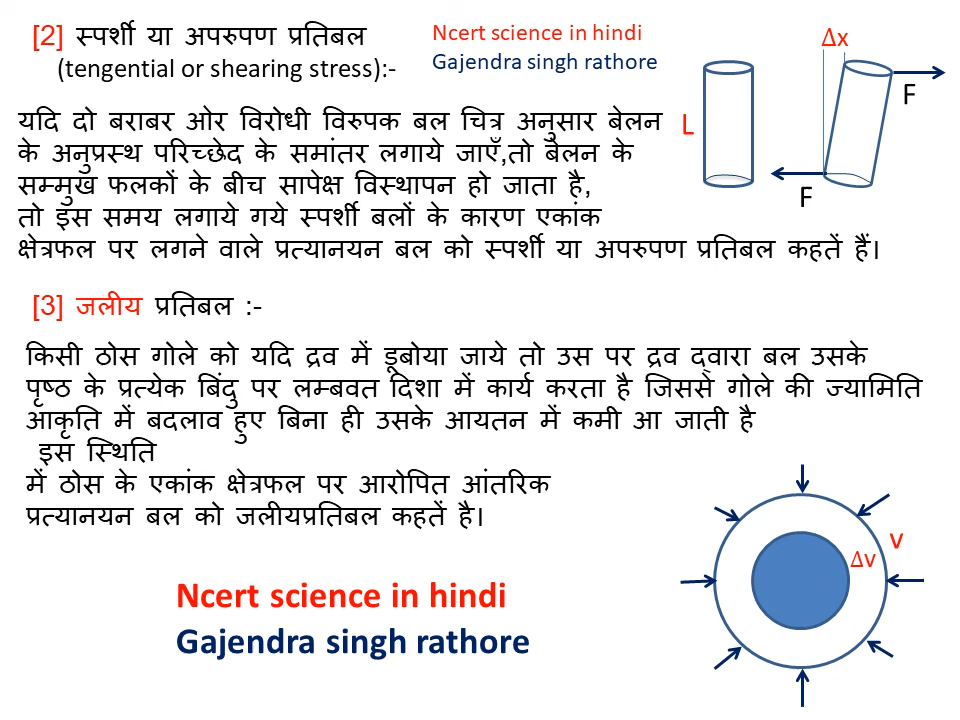 [2] स्पर्शी या अपरुपण प्रतिबल
(tengential or shearing stress):-
Ncert science in hindi
Gajendra singh rathore
Δx
F
L
F
यदि दो बराबर ओर विरोधी विरुपक बल चित्र अनुसार बेलन
के अनुप्रस्थ परिच्छेद के समांतर लगाये जाएँ,तो बेलन के
सम्मुख फलकों के बीच सापेक्ष विस्थापन हो जाता है,
तो इस समय लगाये गये स्पर्शी बलों के कारण एकांक
क्षेत्रफल पर लगने वाले प्रत्यानयन बल को स्पर्शी या अपरुपण प्रतिबल कहतें हैं।
[3] जलीय प्रतिबल :-
किसी ठोस गोले को यदि द्रव में डूबोया जाये तो उस पर द्रव द्वारा बल उसके
पृष्ठ के प्रत्येक बिंदु पर लम्बवत दिशा में कार्य करता है जिससे गोले की ज्यामिति
आकृति में बदलाव हुए बिना ही उसके आयतन में कमी आ जाती है
इस स्थिति
में ठोस के एकांक क्षेत्रफल पर आरोपित आंतरिक
प्रत्यानयन बल को जलीयप्रतिबल कहतें है।
v
Δv
Ncert science in hindi
Gajendra singh rathore